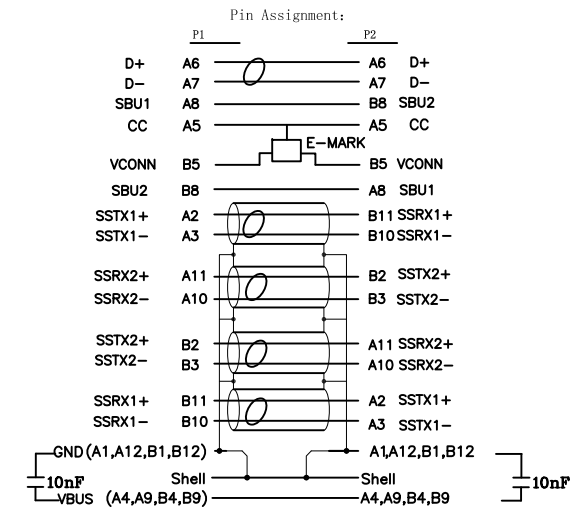 Pin Assignment:
P1 P2
D+ A6 A6 D+
D- A7 A7 D-
SBU1 A8 B8 SBU2
CC A5 A5 CC
E-MARK
VCONN B5 B5 VCONN
SBU2 B8 A8 SBU1
SSTX1+ A2 B11 SSRX1+
SSTX1- A3 B10 SSRX1-
SSRX2+ A11 B2 SSTX2+
SSRX2- A10 B3 SSTX2-
SSTX2+ B2 A11 SSRX2+
SSTX2- B3 A10 SSRX2-
SSRX1+ B11 A2 SSTX1+
SSRX1- B10 A3 SSTX1-
GND (A1,A12,B1,B12) A1,A12,B1,B12
Shell Shell
10nF 10nF
VBUS (A4,A9,B4,B9) A4,A9,B4,B9